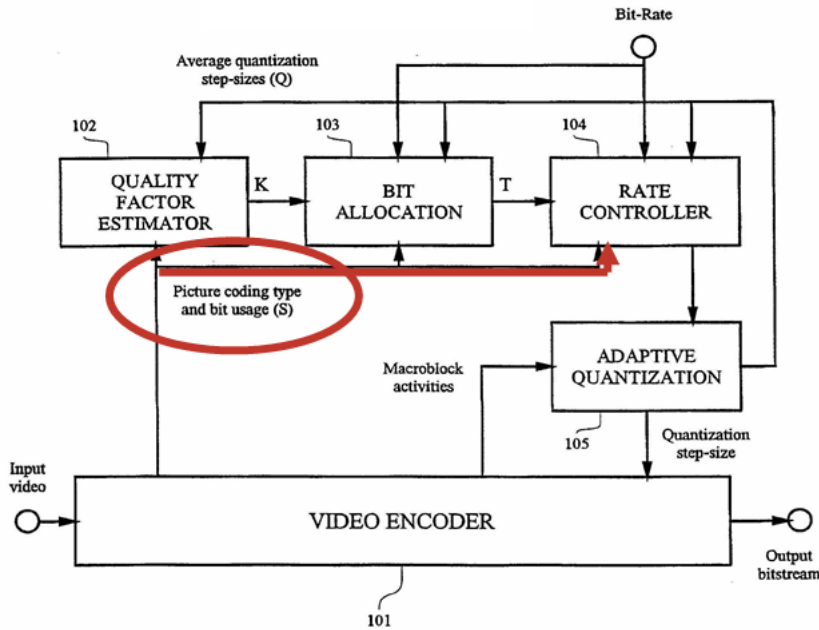 Bit-Rate
Average quantization
step-sizes (Q)
102
103
104
QUALITY
FACTOR
ESTIMATOR
K
BIT
ALLOCATION
T
RATE
CONTROLLER
Picture coding type
and bit usage (S)
Macroblock
activities
ADAPTIVE
QUANTIZATION
105
Quantization
step-size
Input
video
VIDEO ENCODER
Output
bitstream
101